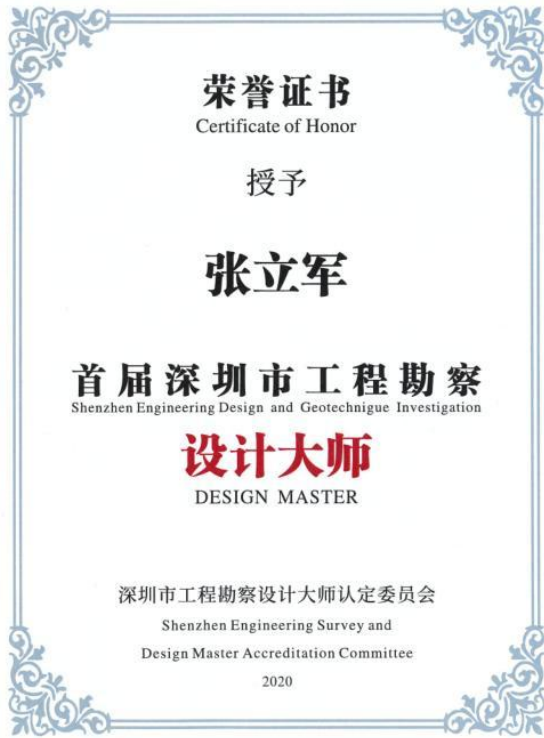 荣誉证书
Certificate of Honor
授予
张立军
首届深圳市工程勘察
Shenzhen Engineering Design and Geotechnigue Investigation
设计大师
DESIGN MASTER
深圳市工程勘察设计大师认定委员会
Shenzhen Engineering Survey and
Design Master Accreditation Committee
2020